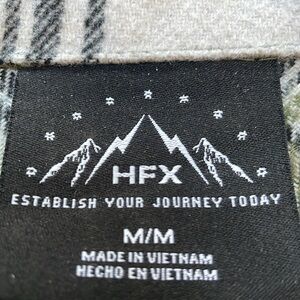 HFX
ESTABLISH YOUR JOURNEY TODAY
M/M
MADE IN VIETNAM
HECHO EN VIETNAM